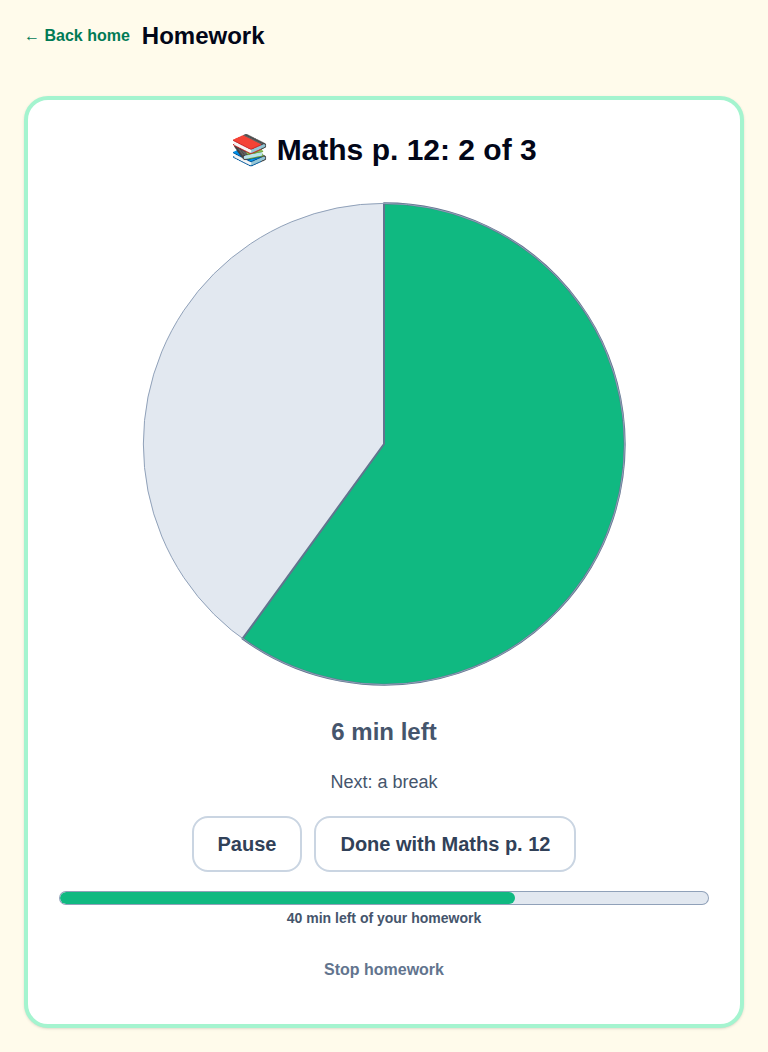 ← Back home Homework
📚 Maths p. 12: 2 of 3
6 min left
Next: a break
Pause Done with Maths p. 12
40 min left of your homework
Stop homework